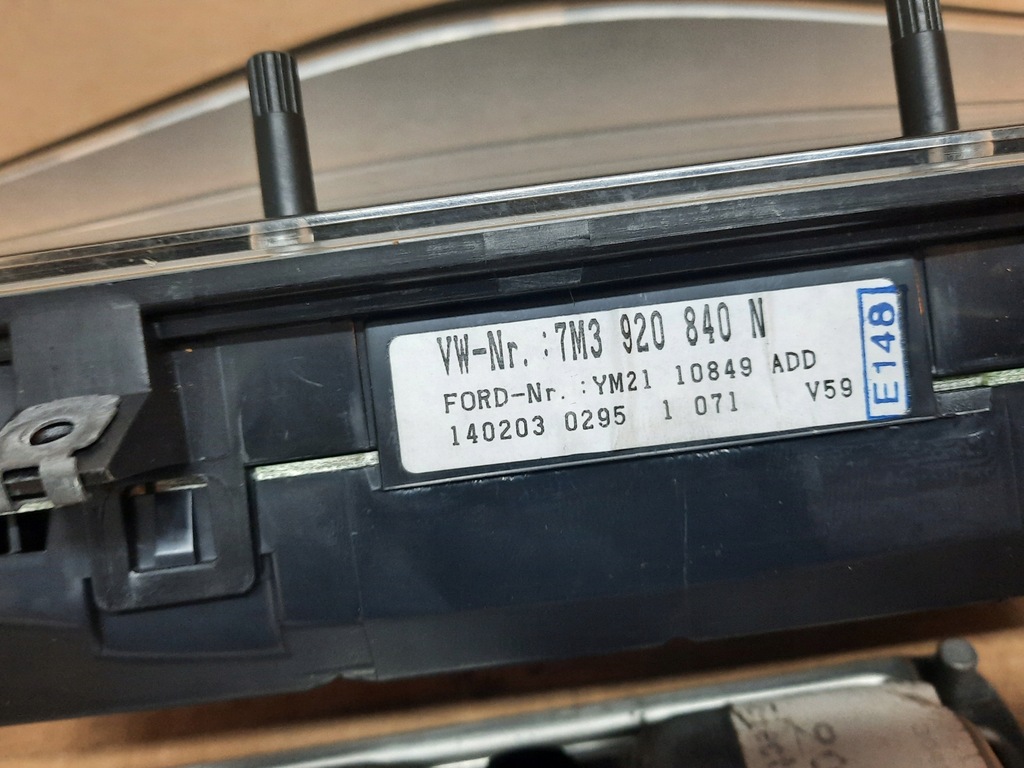 VW-Nr. :7M3 920 840 N
FORD-Nr. :YM21 10849 ADD
140203 0295 1 071 V59
E148